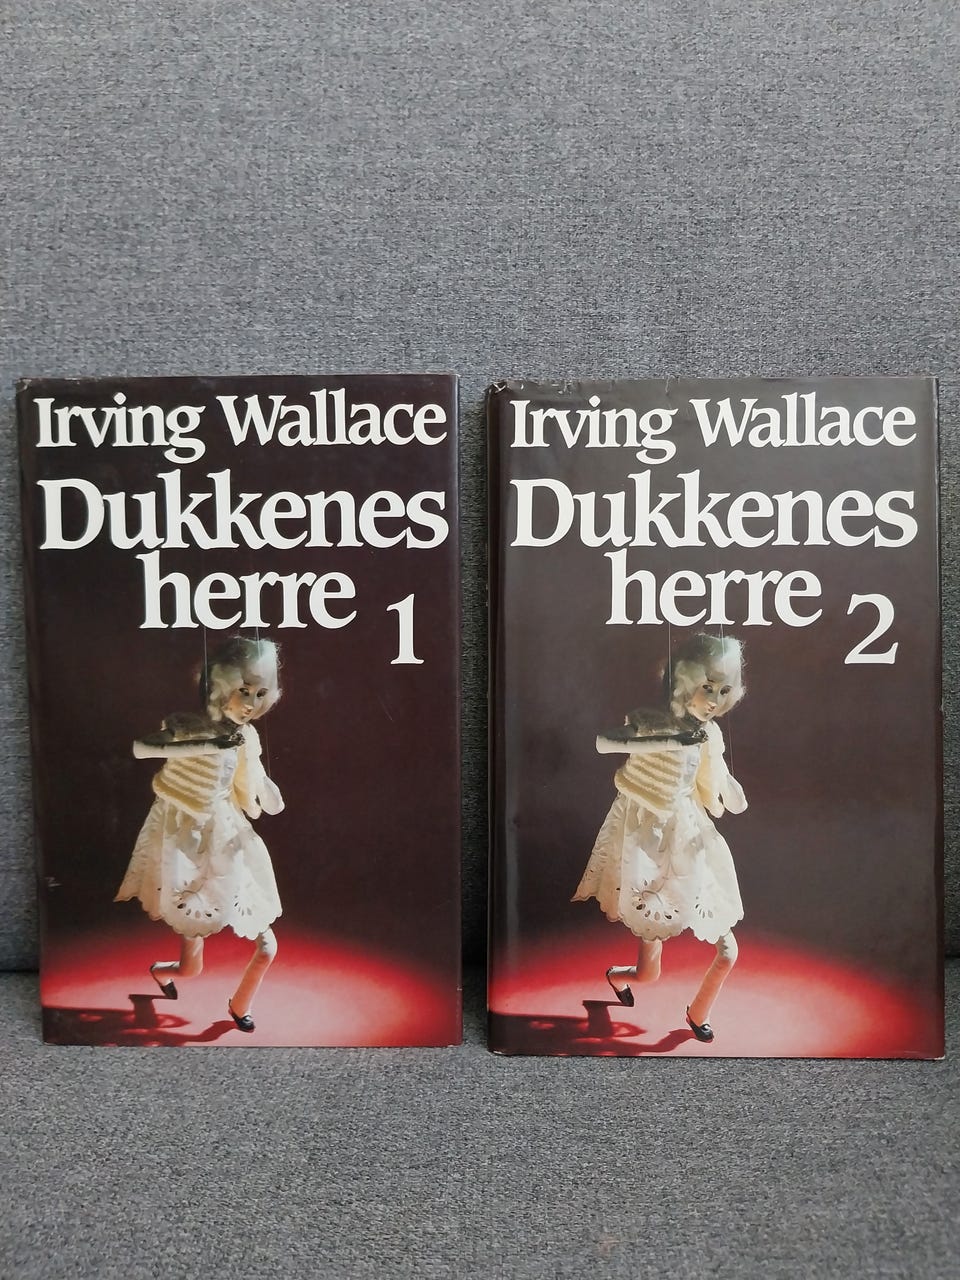 Irving Wallace
Dukkenes
herre 1
Irving Wallace
Dukkenes
herre 2